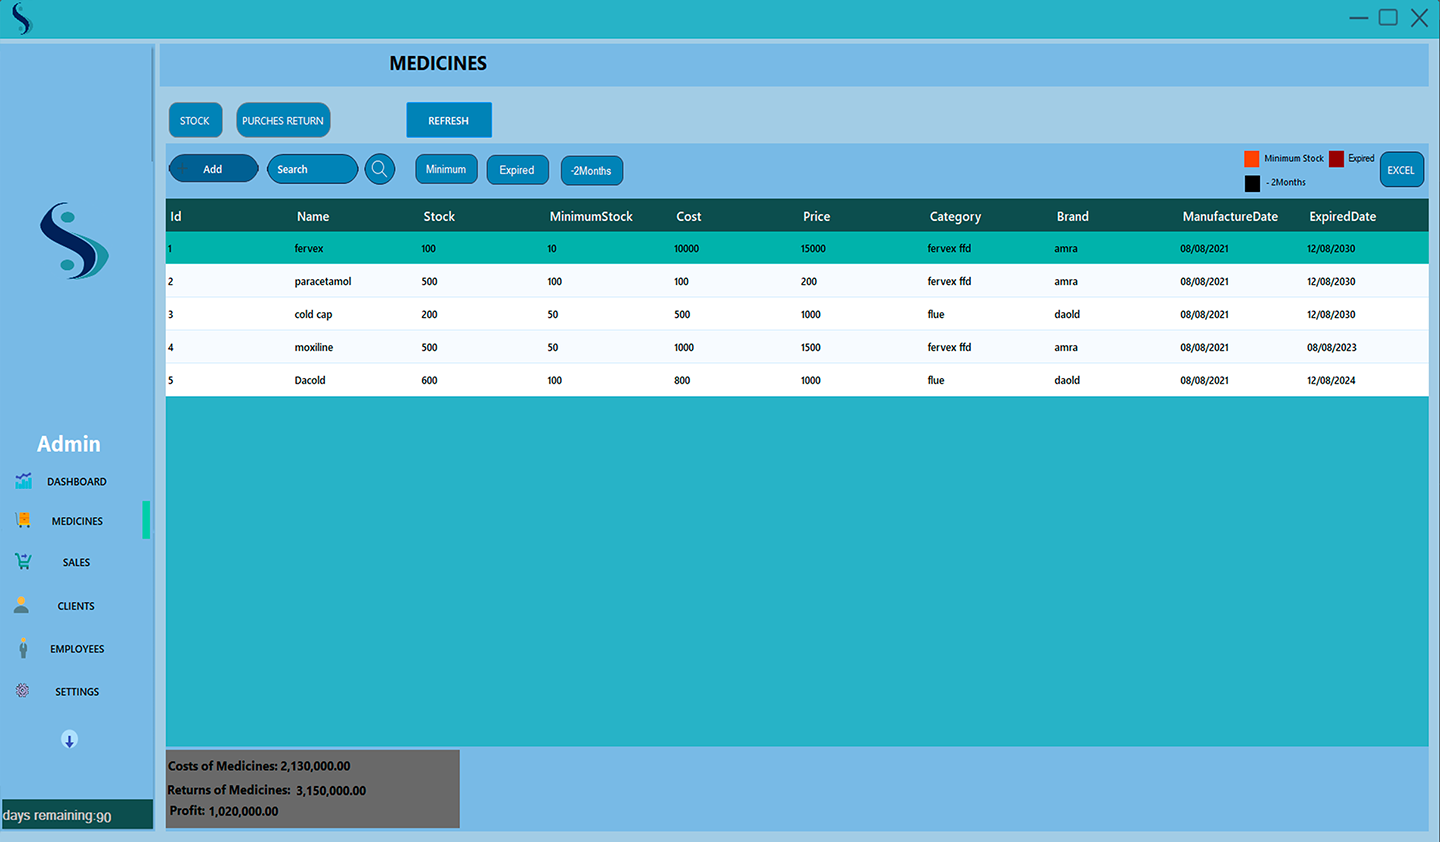 MEDICINES
STOCK PURCHES RETURN REFRESH
Add Search Minimum Expired -2Months
Minimum Stock Expired
- 2Months
EXCEL
Id Name Stock MinimumStock Cost Price Category Brand ManufactureDate ExpiredDate
1 fervex 100 10 10000 15000 fervex ffd amra 08/08/2021 12/08/2030
2 paracetamol 500 100 100 200 fervex ffd amra 08/08/2021 12/08/2030
3 cold cap 200 50 500 1000 flue daold 08/08/2021 12/08/2030
4 moxiline 500 50 1000 1500 fervex ffd amra 08/08/2021 08/08/2023
5 Dacold 600 100 800 1000 flue daold 08/08/2021 12/08/2024
Admin
DASHBOARD
MEDICINES
SALES
CLIENTS
EMPLOYEES
SETTINGS
days remaining:90
Costs of Medicines: 2,130,000.00
Returns of Medicines: 3,150,000.00
Profit: 1,020,000.00